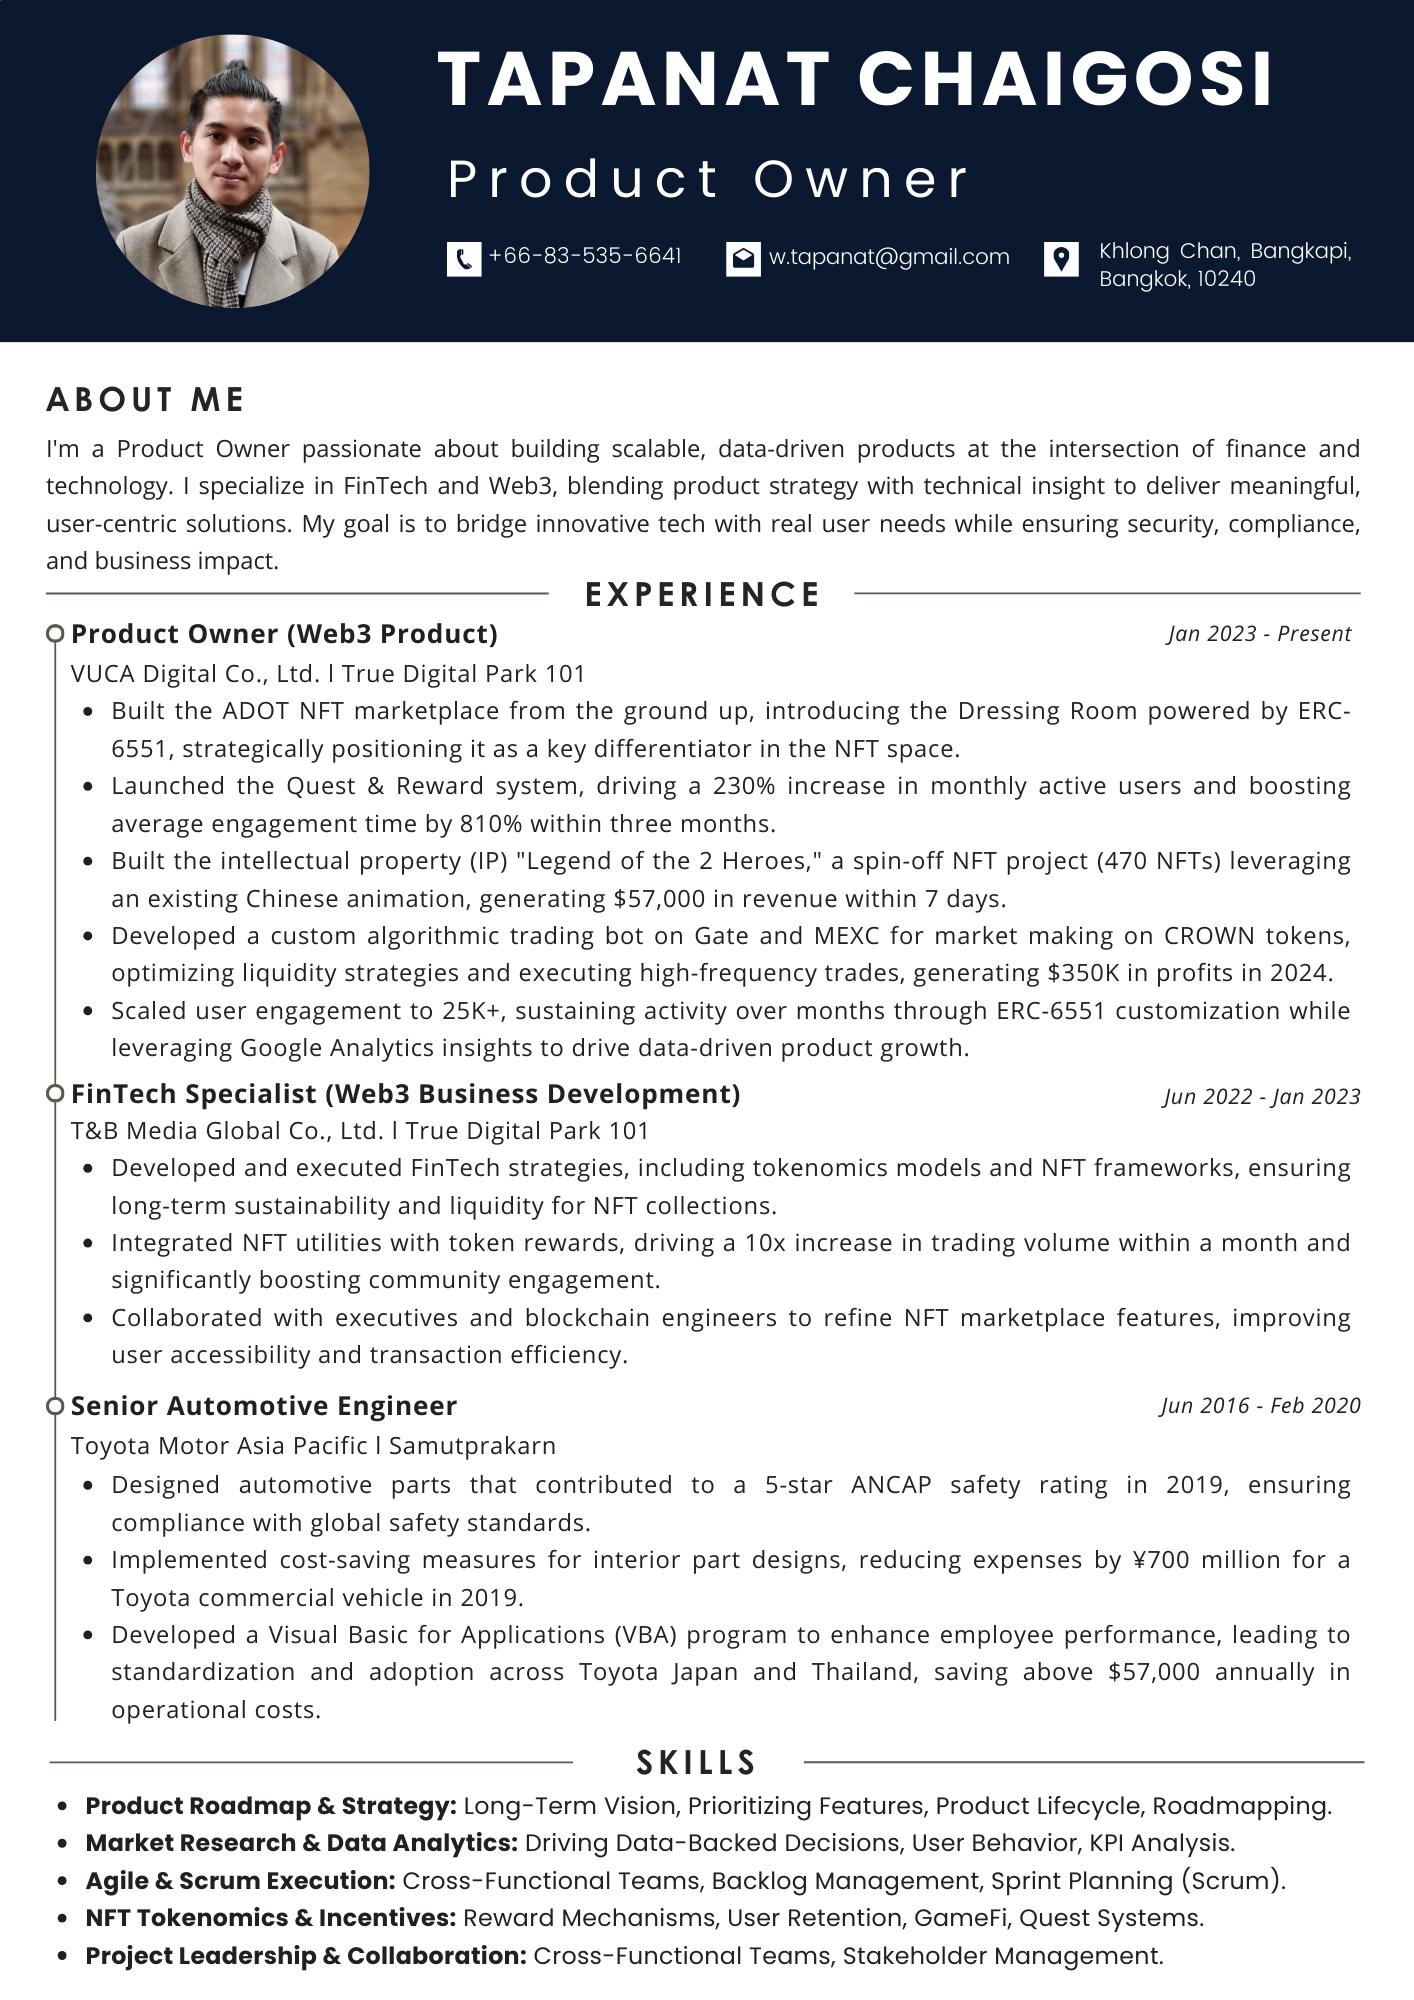 TAPANAT CHAIGOSI
Product Owner
+66-83-535-6641
w.tapanat@gmail.com
Khlong Chan, Bangkapi,
Bangkok, 10240
ABOUT ME
I'm a Product Owner passionate about building scalable, data-driven products at the intersection of finance and
technology. I specialize in FinTech and Web3, blending product strategy with technical insight to deliver meaningful,
user-centric solutions. My goal is to bridge innovative tech with real user needs while ensuring security, compliance,
and business impact.
EXPERIENCE
Product Owner (Web3 Product)
Jan 2023 - Present
VUCA Digital Co., Ltd. l True Digital Park 101
• Built the ADOT NFT marketplace from the ground up, introducing the Dressing Room powered by ERC-
6551, strategically positioning it as a key differentiator in the NFT space.
• Launched the Quest & Reward system, driving a 230% increase in monthly active users and boosting
average engagement time by 810% within three months.
• Built the intellectual property (IP) "Legend of the 2 Heroes," a spin-off NFT project (470 NFTs) leveraging
an existing Chinese animation, generating $57,000 in revenue within 7 days.
• Developed a custom algorithmic trading bot on Gate and MEXC for market making on CROWN tokens,
optimizing liquidity strategies and executing high-frequency trades, generating $350K in profits in 2024.
• Scaled user engagement to 25K+, sustaining activity over months through ERC-6551 customization while
leveraging Google Analytics insights to drive data-driven product growth.
FinTech Specialist (Web3 Business Development)
Jun 2022 - Jan 2023
T&B Media Global Co., Ltd. l True Digital Park 101
• Developed and executed FinTech strategies, including tokenomics models and NFT frameworks, ensuring
long-term sustainability and liquidity for NFT collections.
• Integrated NFT utilities with token rewards, driving a 10x increase in trading volume within a month and
significantly boosting community engagement.
• Collaborated with executives and blockchain engineers to refine NFT marketplace features, improving
user accessibility and transaction efficiency.
Senior Automotive Engineer
Jun 2016 - Feb 2020
Toyota Motor Asia Pacific l Samutprakarn
• Designed automotive parts that contributed to a 5-star ANCAP safety rating in 2019, ensuring
compliance with global safety standards.
• Implemented cost-saving measures for interior part designs, reducing expenses by ¥700 million for a
Toyota commercial vehicle in 2019.
• Developed a Visual Basic for Applications (VBA) program to enhance employee performance, leading to
standardization and adoption across Toyota Japan and Thailand, saving above $57,000 annually in
operational costs.
SKILLS
• Product Roadmap & Strategy: Long-Term Vision, Prioritizing Features, Product Lifecycle, Roadmapping.
• Market Research & Data Analytics: Driving Data-Backed Decisions, User Behavior, KPI Analysis.
• Agile & Scrum Execution: Cross-Functional Teams, Backlog Management, Sprint Planning (Scrum).
• NFT Tokenomics & Incentives: Reward Mechanisms, User Retention, GameFi, Quest Systems.
• Project Leadership & Collaboration: Cross-Functional Teams, Stakeholder Management.